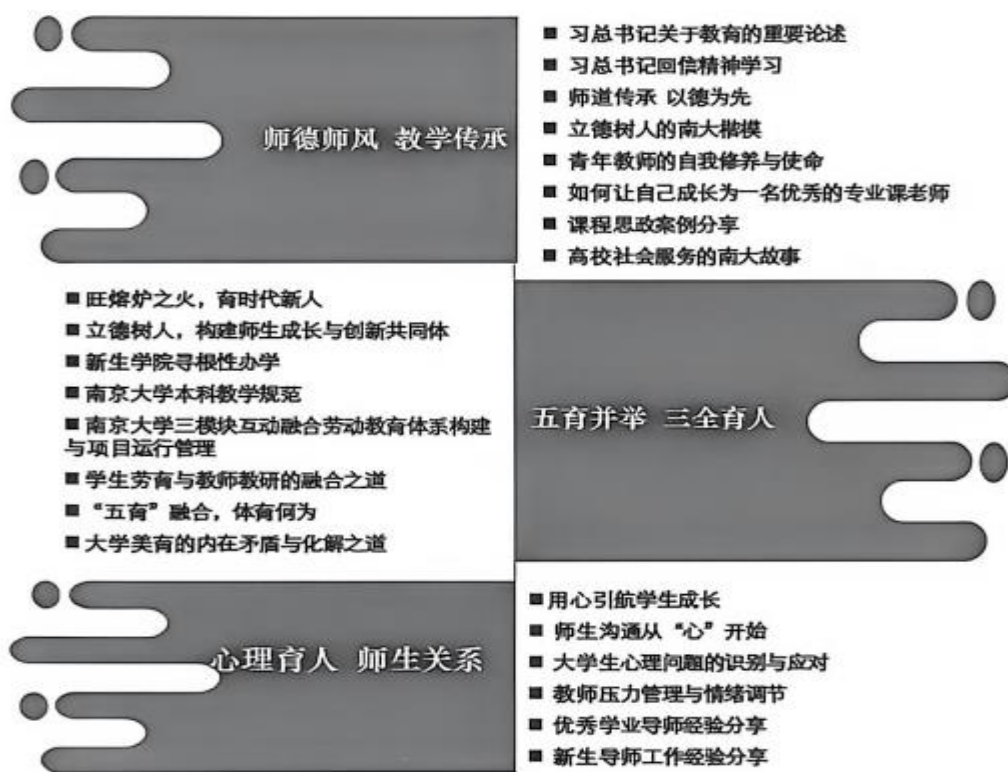 师德师风 教学传承
■ 习总书记关于教育的重要论述
■ 习总书记回信精神学习
■ 师道传承 以德为先
■ 立德树人的南大楷模
■ 青年教师的自我修养与使命
■ 如何让自己成长为一名优秀的专业课老师
■ 课程思政案例分享
■ 高校社会服务的南大故事
五育并举 三全育人
■ 旺熔炉之火，育时代新人
■ 立德树人，构建师生成长与创新共同体
■ 新生学院寻根性办学
■ 南京大学本科教学规范
■ 南京大学三模块互动融合劳动教育体系构建
与项目运行管理
■ 学生劳育与教师教研的融合之道
■ “五育”融合，体育何为
■ 大学美育的内在矛盾与化解之道
心理育人 师生关系
■ 用心引航学生成长
■ 师生沟通从“心”开始
■ 大学生心理问题的识别与应对
■ 教师压力管理与情绪调节
■ 优秀学业导师经验分享
■ 新生导师工作经验分享